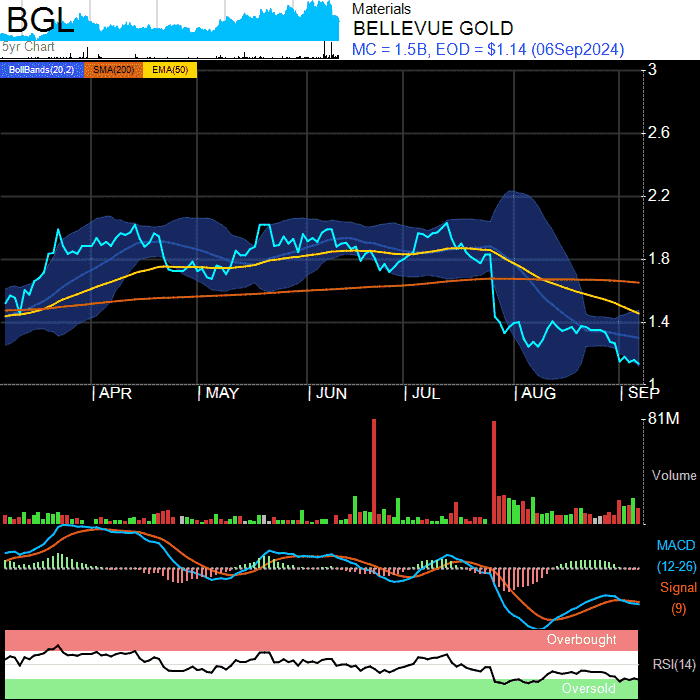 BGL
5yr Chart
Materials
BELLEVUE GOLD
MC = 1.5B, EOD = $1.14 (06Sep2024)
BollBands(20,2) SMA(200) EMA(50)
3
2.6
2.2
1.8
1.4
1
APR MAY JUN JUL AUG SEP
81M
Volume
MACD
(12-26)
Signal
(9)
Overbought
RSI(14)
Oversold